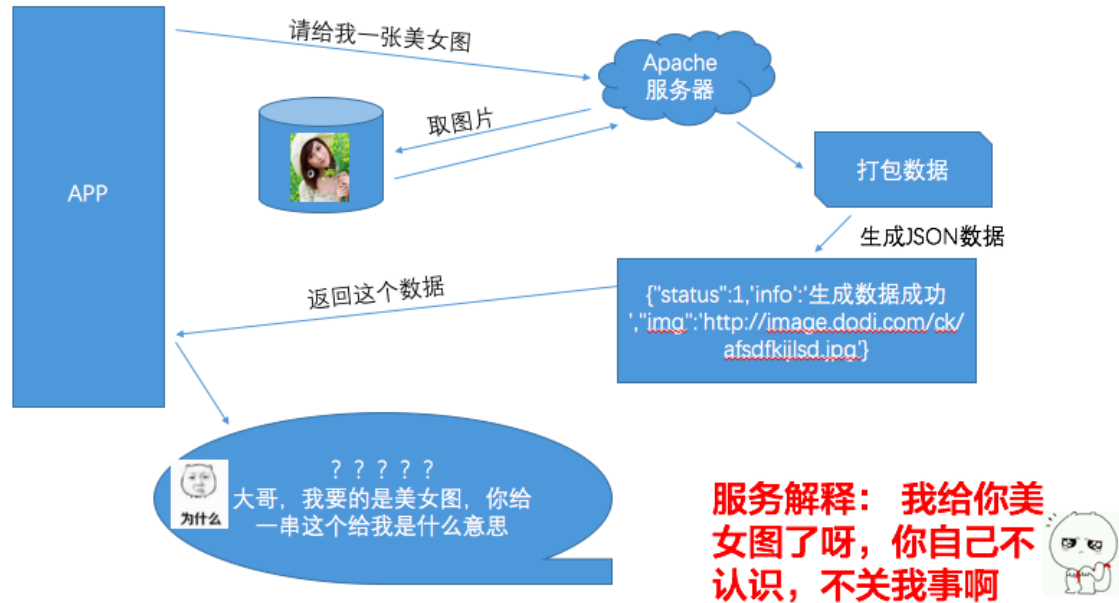 请给我一张美女图
Apache
服务器
取图片
APP
打包数据
生成JSON数据
{"status":1,'info':'生成数据成功
',"img":'http://image.dodi.com/ck/
afsdfkijlsd.jpg'}
返回这个数据
？？？？？
大哥，我要的是美女图，你给
一串这个给我是什么意思
为什么
服务解释： 我给你美
女图了呀，你自己不
认识，不关我事啊